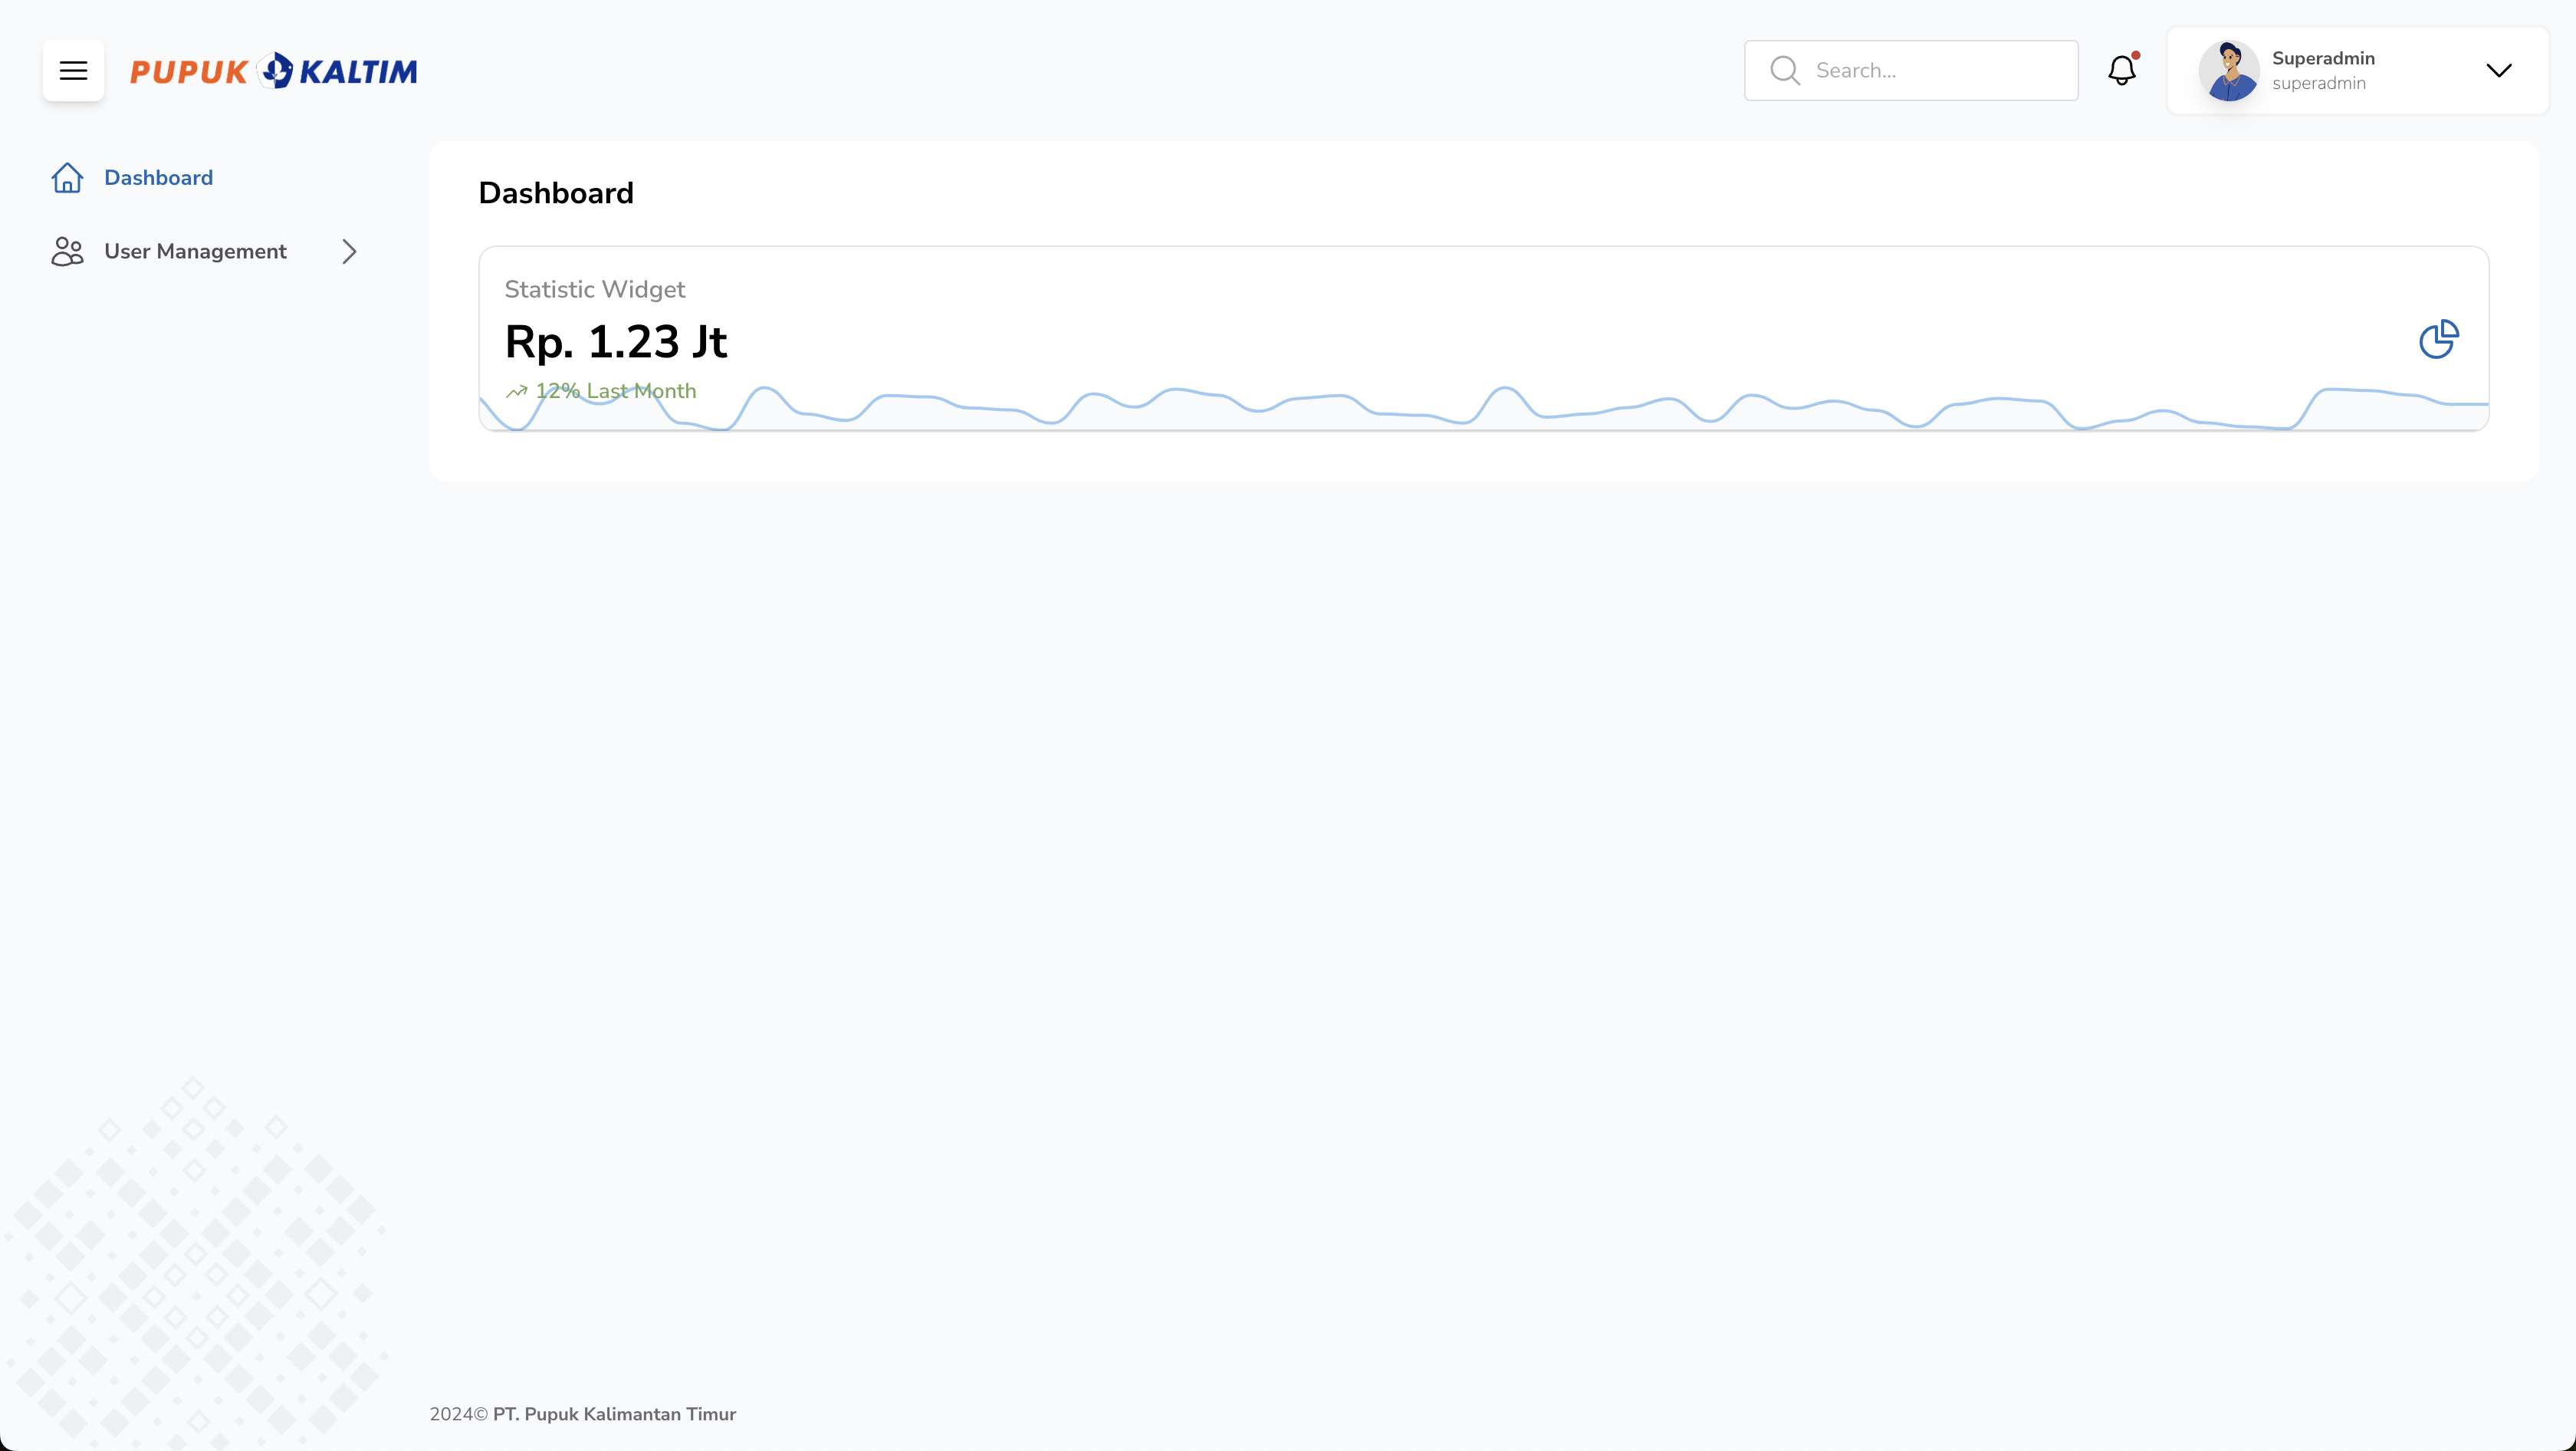 PUPUK KALTIM
Search...
Superadmin
superadmin
Dashboard
User Management
Dashboard
Statistic Widget
Rp. 1.23 Jt
12% Last Month
2024© PT. Pupuk Kalimantan Timur